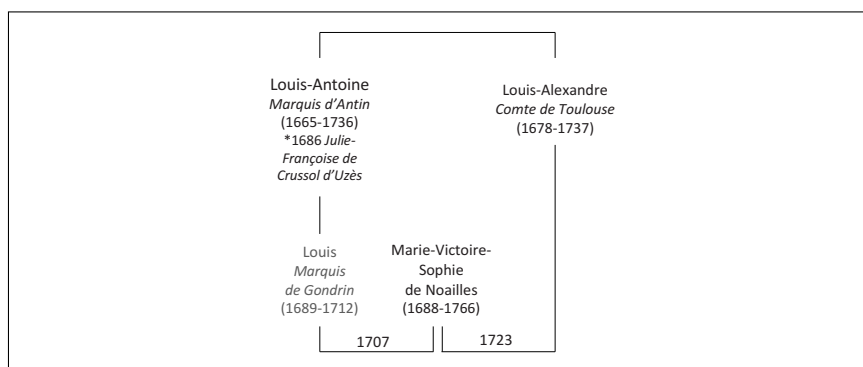 Louis-Antoine
Marquis d’Antin
(1665-1736)
*1686 Julie-
Françoise de
Crussol d’Uzès
Louis-Alexandre
Comte de Toulouse
(1678-1737)
Louis
Marquis
de Gondrin
(1689-1712)
Marie-Victoire-
Sophie
de Noailles
(1688-1766)
1707
1723